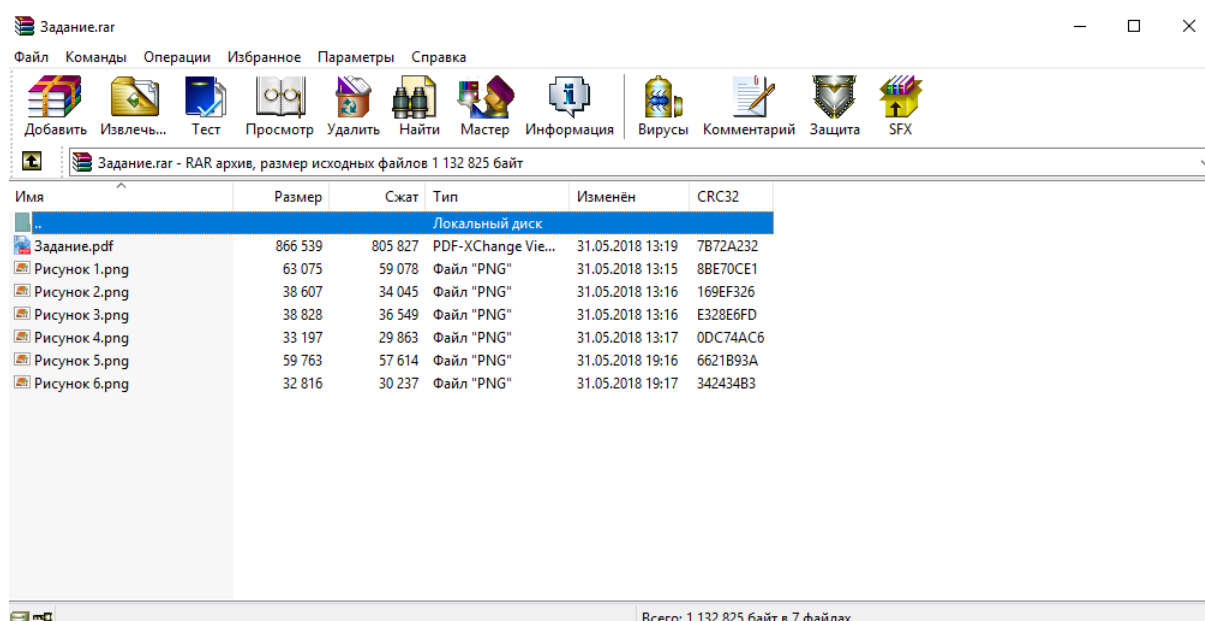 Задание.rar
Файл Команды Операции Избранное Параметры Справка
Добавить Извлечь... Тест Просмотр Удалить Найти Мастер Информация Вирусы Комментарий Защита SFX
Задание.rar - RAR архив, размер исходных файлов 1 132 825 байт
Имя Размер Сжат Тип Изменён CRC32
.. Локальный диск
Задание.pdf 866 539 805 827 PDF-XChange Vie... 31.05.2018 13:19 7B72A232
Рисунок 1.png 63 075 59 078 Файл "PNG" 31.05.2018 13:15 8BE70CE1
Рисунок 2.png 38 607 34 045 Файл "PNG" 31.05.2018 13:16 169EF326
Рисунок 3.png 38 828 36 549 Файл "PNG" 31.05.2018 13:16 E328E6FD
Рисунок 4.png 33 197 29 863 Файл "PNG" 31.05.2018 13:17 0DC74AC6
Рисунок 5.png 59 763 57 614 Файл "PNG" 31.05.2018 19:16 6621B93A
Рисунок 6.png 32 816 30 237 Файл "PNG" 31.05.2018 19:17 342434B3
Всего: 1 132 825 байт в 7 файлах